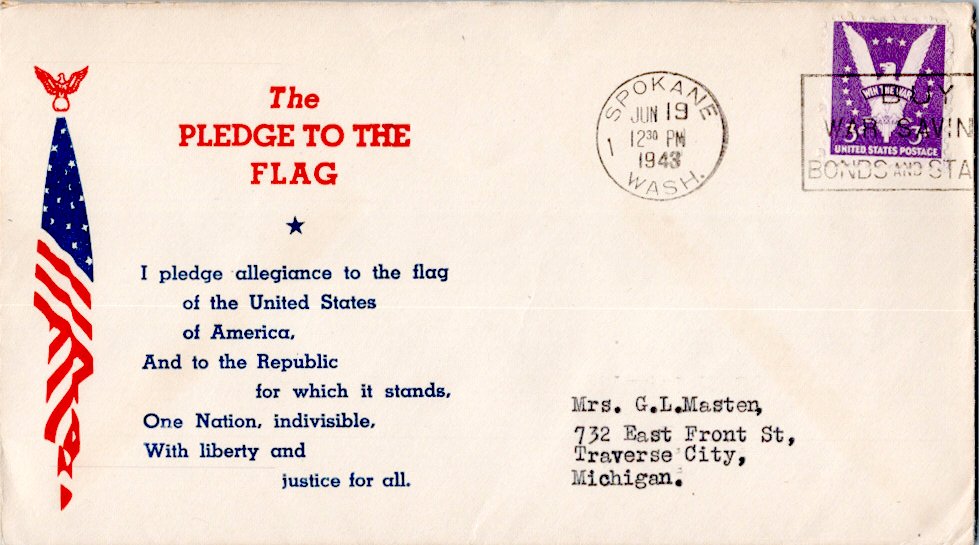 The
PLEDGE TO THE
FLAG
I pledge allegiance to the flag
of the United States
of America,
And to the Republic
for which it stands,
One Nation, indivisible,
With liberty and
justice for all.
SPOKANE
JUN 19
12 30 PM
1
1943
WASH.
WIN THE WAR
3¢ 3¢
UNITED STATES POSTAGE
BUY
WAR SAVIN
BONDS AND STA
Mrs. G.L.Masten,
732 East Front St,
Traverse City,
Michigan.